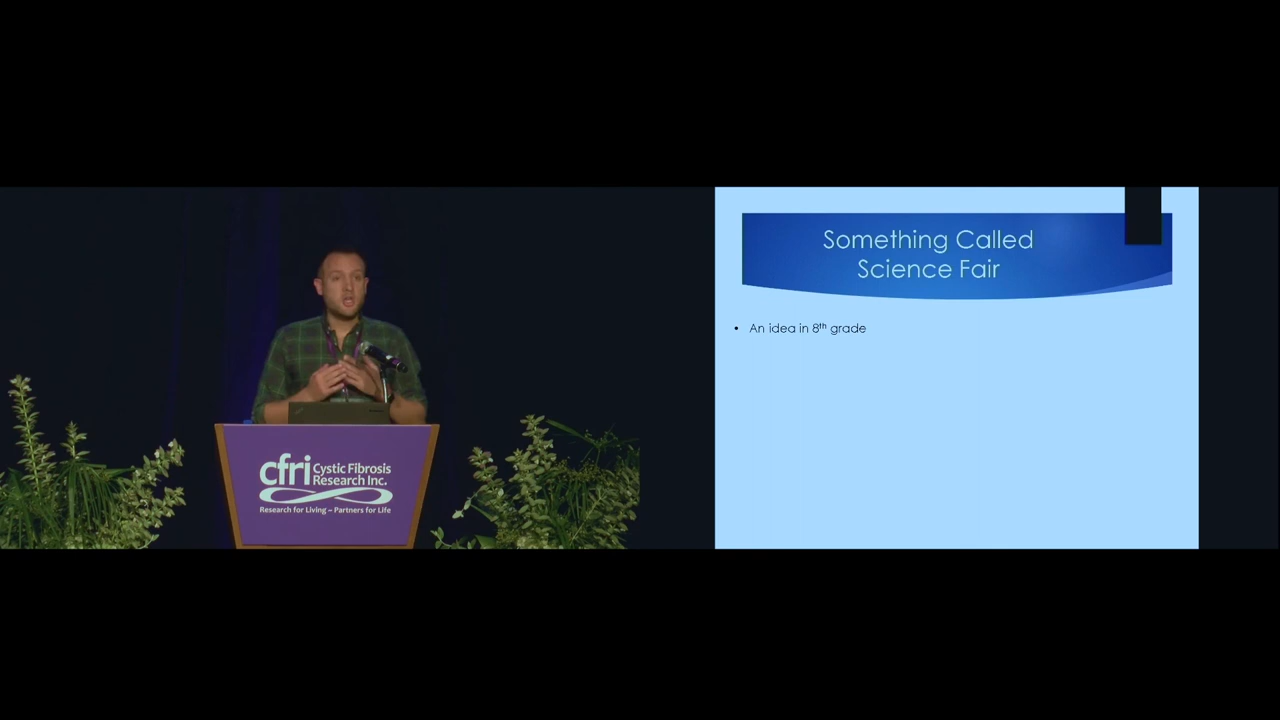 cfri Cystic Fibrosis
Research Inc.
Research for Living ~ Partners for Life
Something Called
Science Fair
• An idea in 8th grade